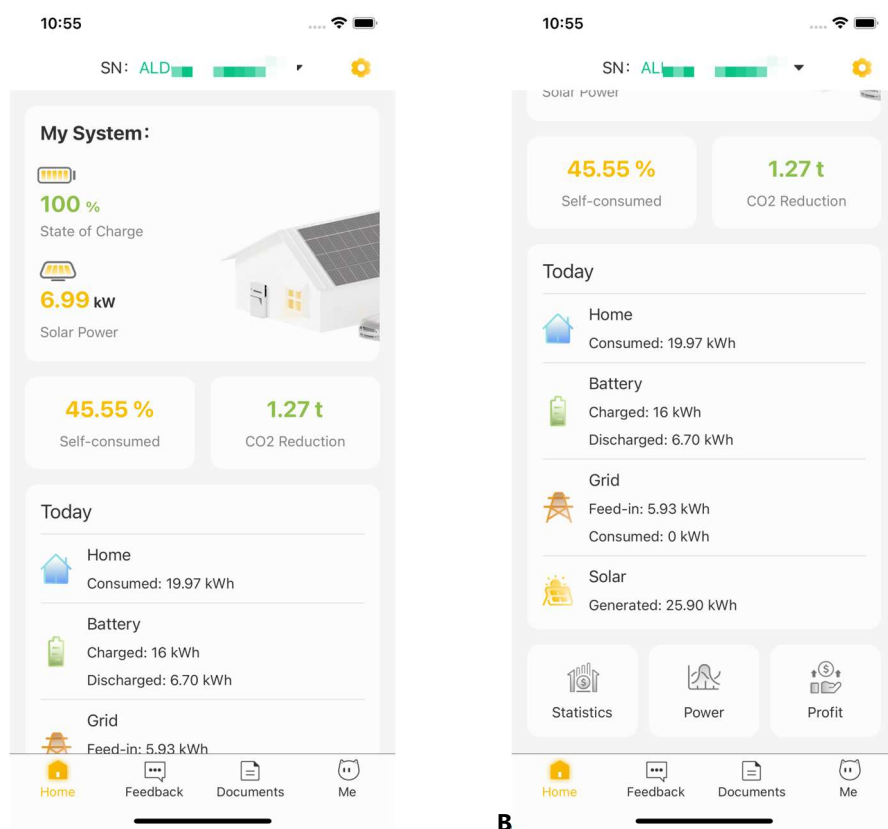 10:55
SN: ALD
My System:
100 %
State of Charge
6.99 kW
Solar Power
45.55 %
Self-consumed
1.27 t
CO2 Reduction
Today
Home
Consumed: 19.97 kWh
Battery
Charged: 16 kWh
Discharged: 6.70 kWh
Grid
Feed-in: 5.93 kWh
Home
Feedback
Documents
Me
10:55
SN:
Solar Power
45.55 %
Self-consumed
1.27 t
CO2 Reduction
Today
Home
Consumed: 19.97 kWh
Battery
Charged: 16 kWh
Discharged: 6.70 kWh
Grid
Feed-in: 5.93 kWh
Consumed: 0 kWh
Solar
Generated: 25.90 kWh
Statistics
Power
Profit
Home
Feedback
Documents
Me
B